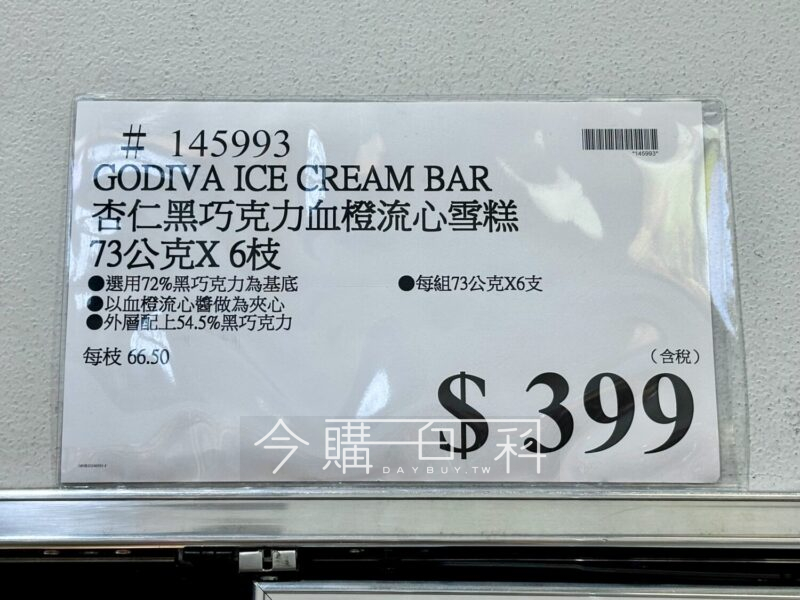 # 145993
*145993*
GODIVA ICE CREAM BAR
杏仁黑巧克力血橙流心雪糕
73公克X 6枝
●選用72%黑巧克力為基底
●每組73公克X6支
●以血橙流心醬做為夾心
●外層配上54.5%黑巧克力
每枝 66.50
(含稅)
$ 399
今購百科
DAYBUY.TW